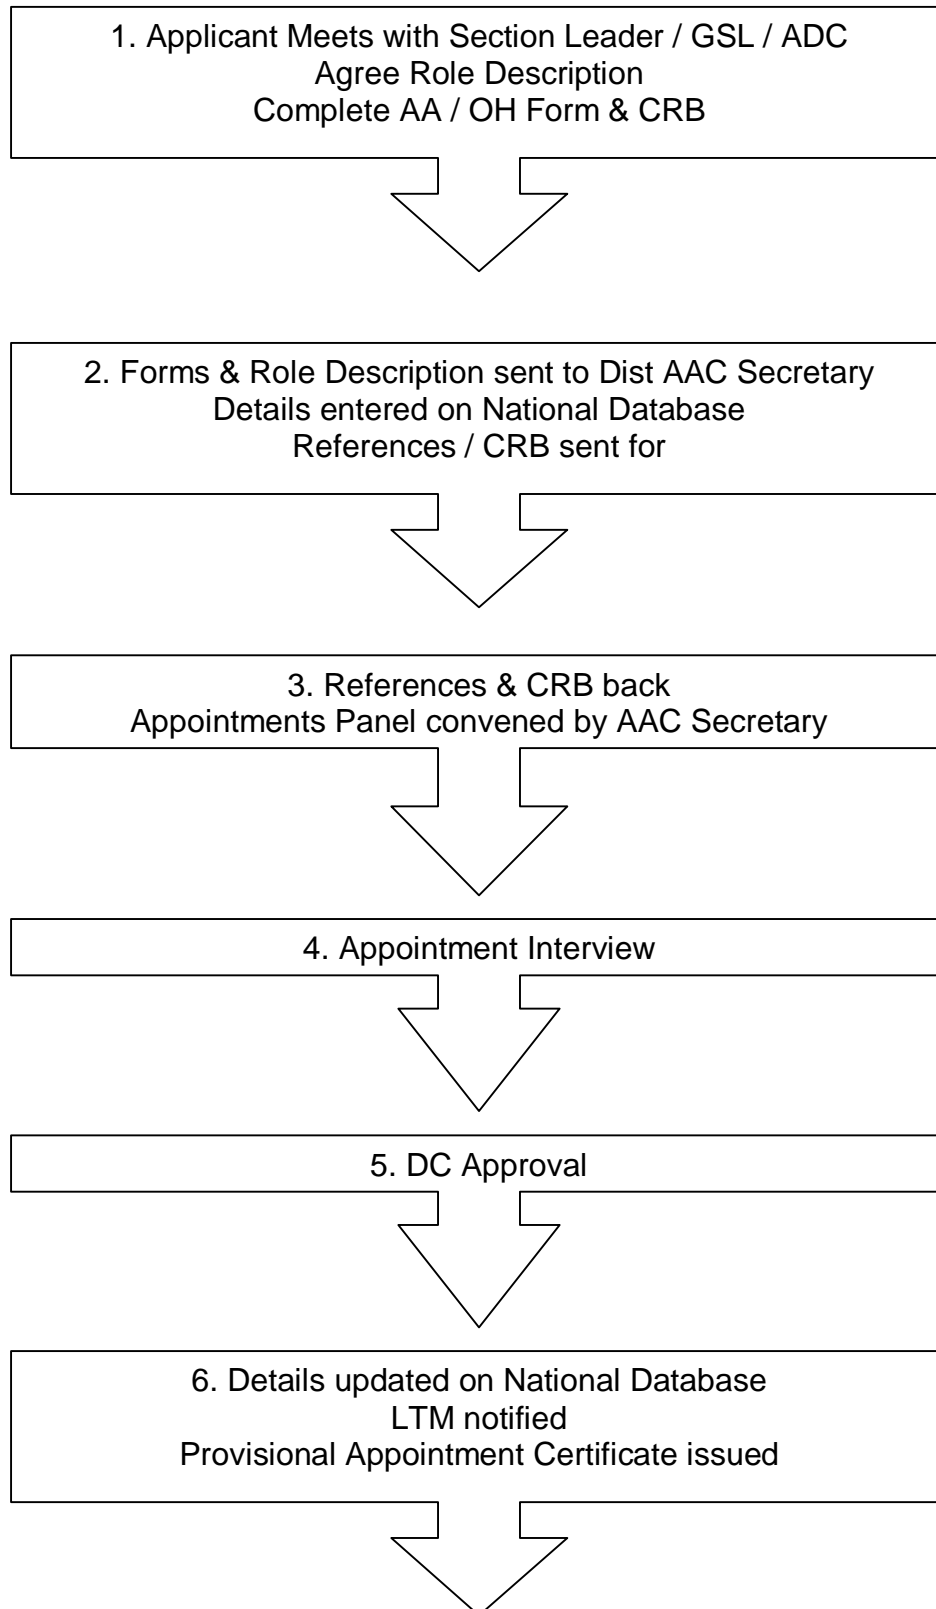 1. Applicant Meets with Section Leader / GSL / ADC
Agree Role Description
Complete AA / OH Form & CRB
2. Forms & Role Description sent to Dist AAC Secretary
Details entered on National Database
References / CRB sent for
3. References & CRB back
Appointments Panel convened by AAC Secretary
4. Appointment Interview
5. DC Approval
6. Details updated on National Database
LTM notified
Provisional Appointment Certificate issued